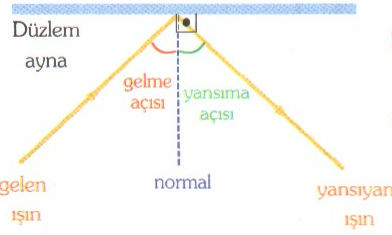 Düzlem
ayna
gelme
açısı
yansıma
açısı
gelen
ışın
normal
yansıyan
ışın